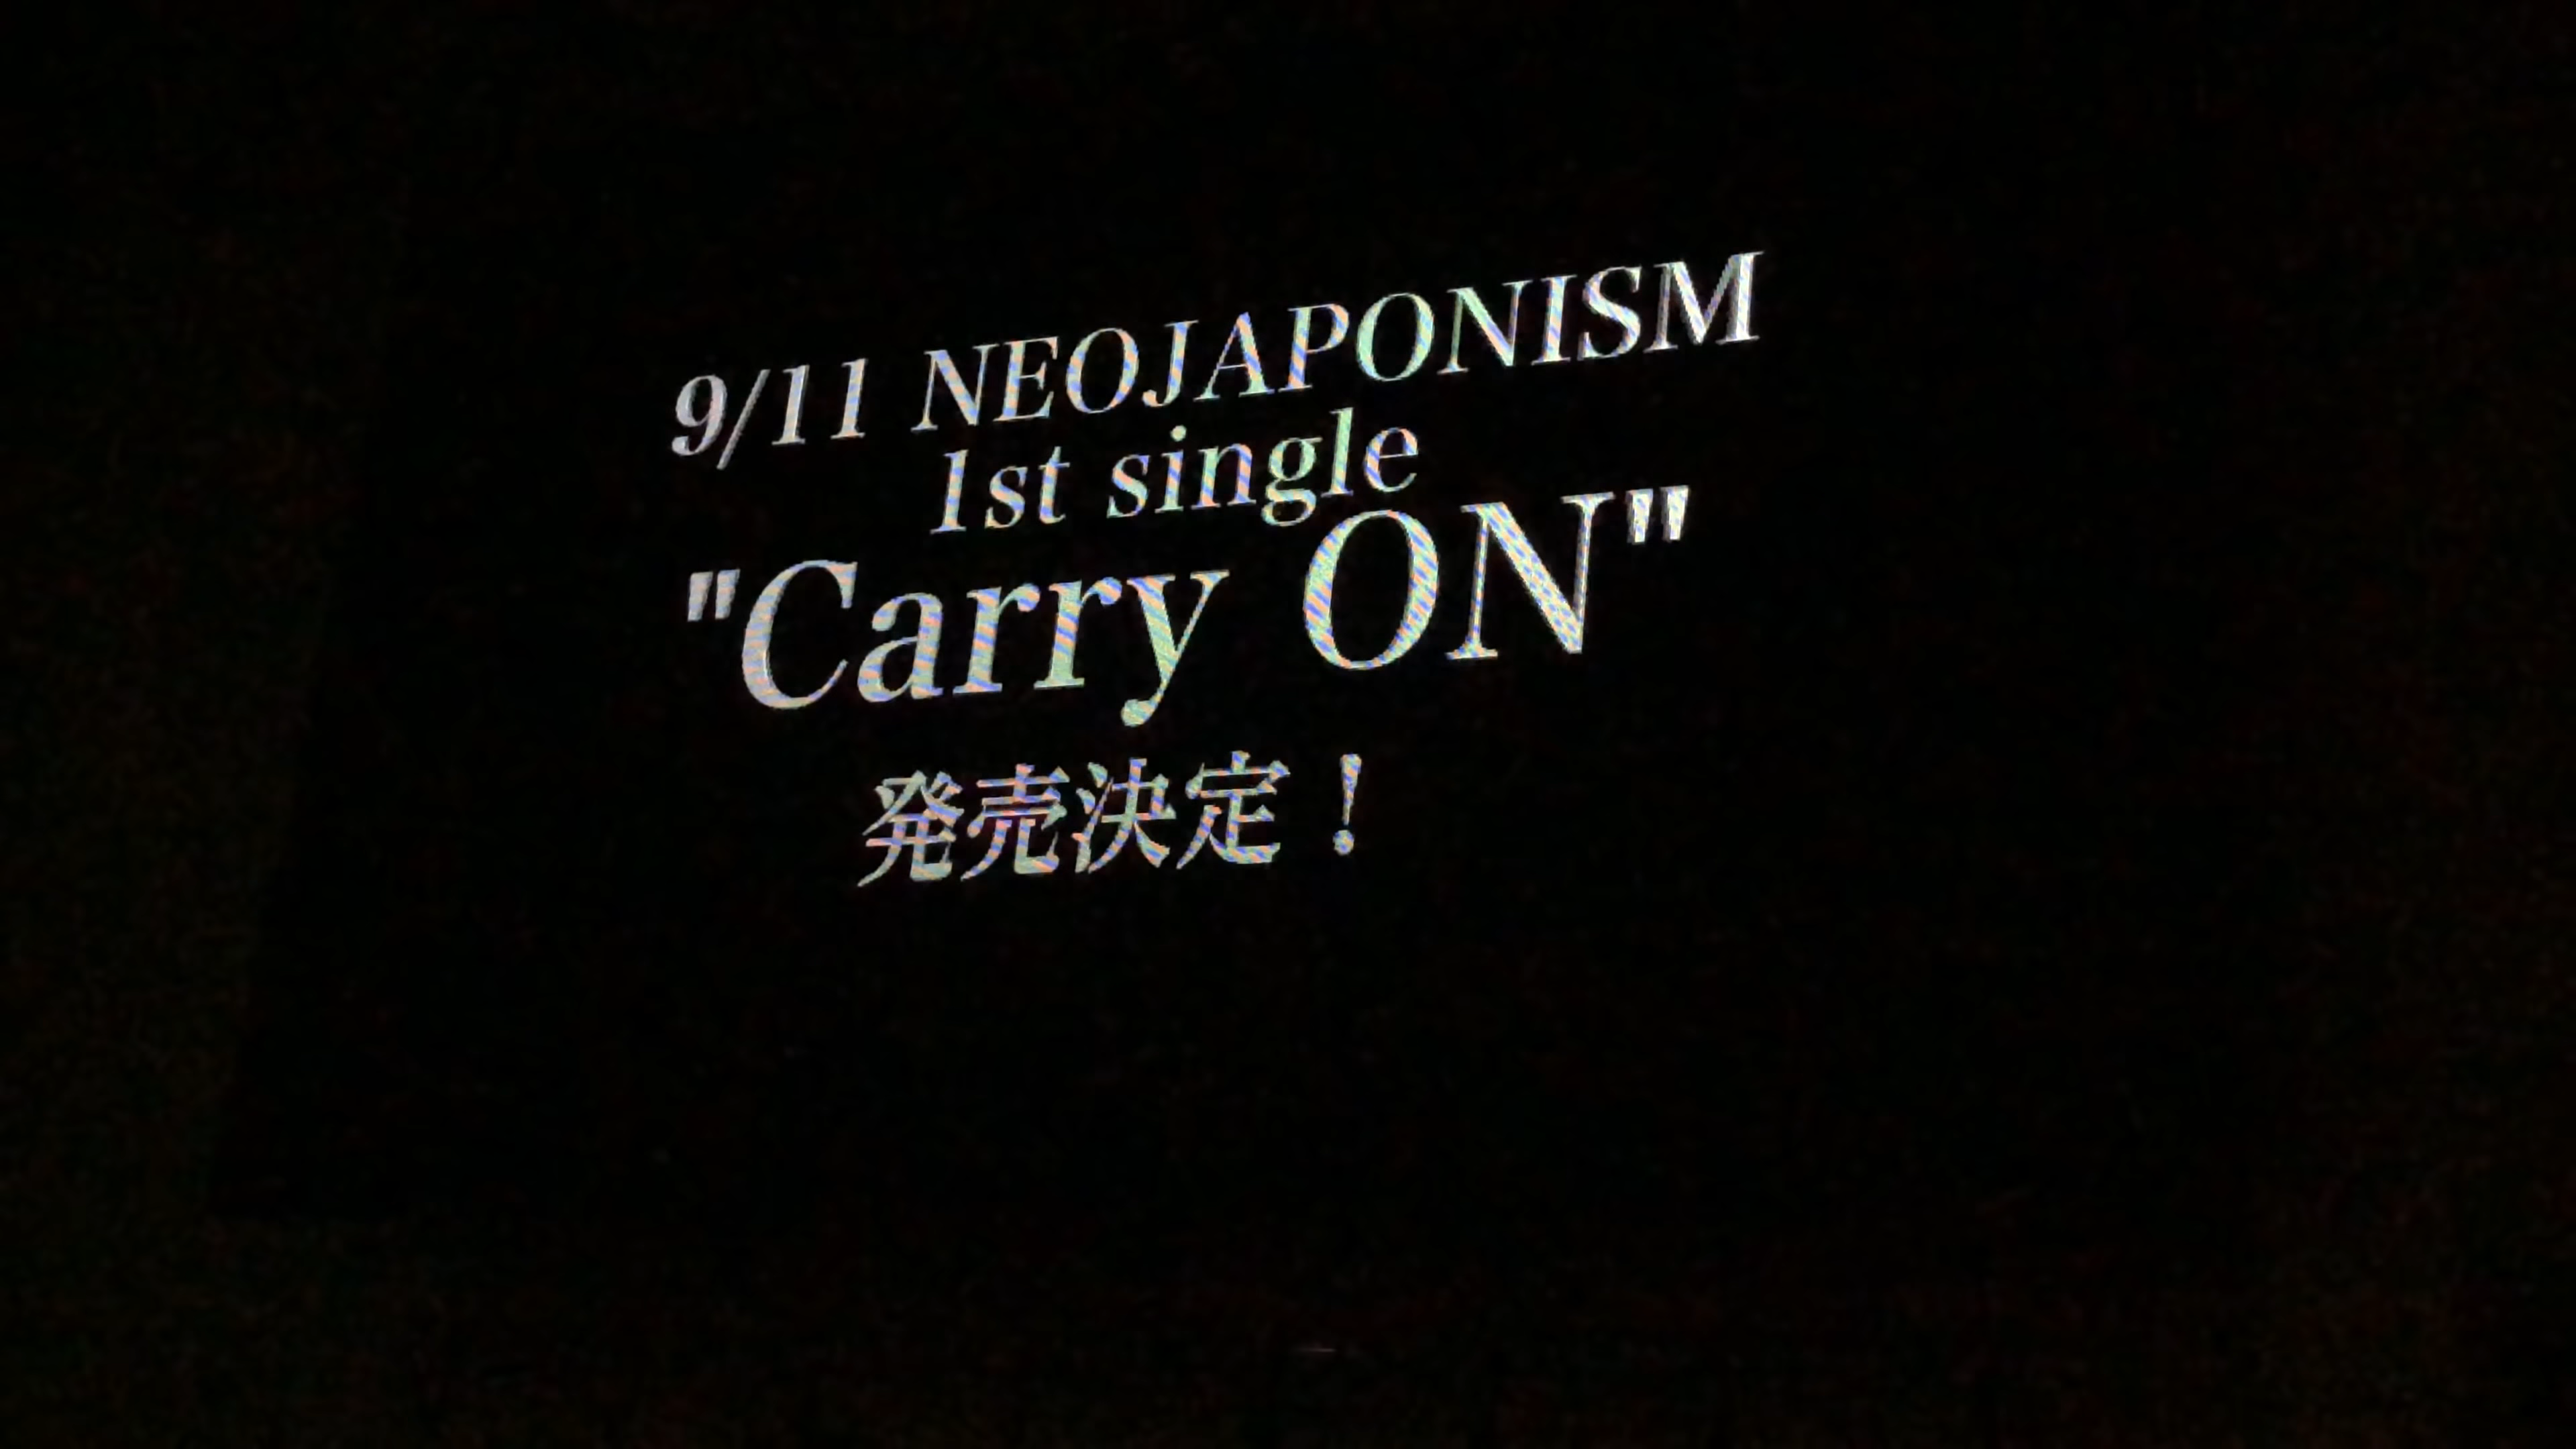 9/11 NEOJAPONISM
1st single
"Carry ON"
発売決定！